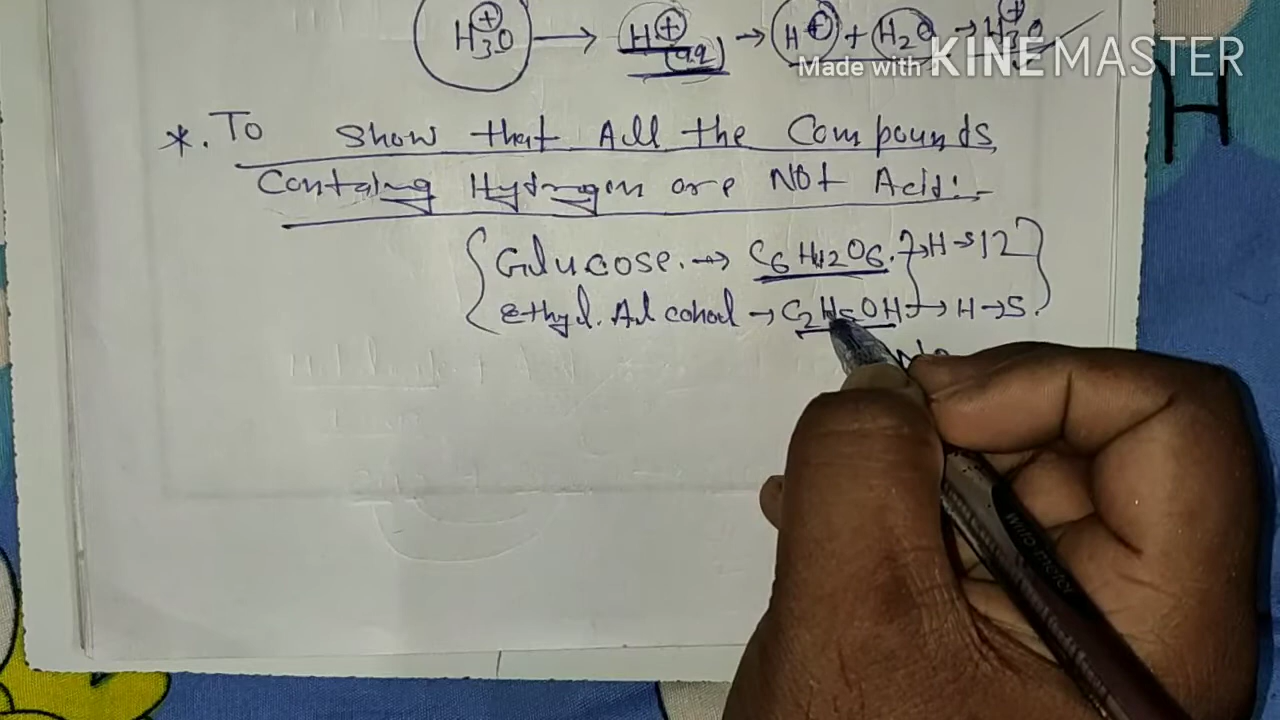 H3O⊕ → H⊕(aq) → H⊕ + H2O → H3O⊕
Made with KINEMASTER
H
*. To Show that All the Compounds
Containg Hydrogen are Not Acid:-
Glucose. → C6H12O6. → H → 12
Ethyl. Alcohol → C2H5OH → H → 5.
No